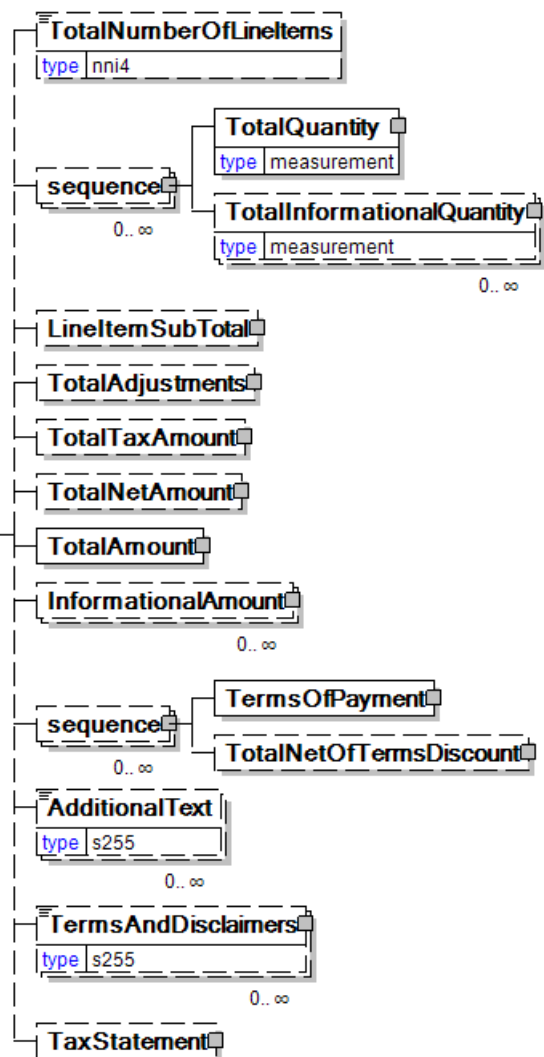 TotalNumberOfLineItems
type nni4
TotalQuantity
type measurement
sequence
0.. ∞
TotalInformationalQuantity
type measurement
0.. ∞
LineItemSubTotal
TotalAdjustments
TotalTaxAmount
TotalNetAmount
TotalAmount
InformationalAmount
0.. ∞
TermsOfPayment
sequence
0.. ∞
TotalNetOfTermsDiscount
AdditionalText
type s255
0.. ∞
TermsAndDisclaimers
type s255
0.. ∞
TaxStatement